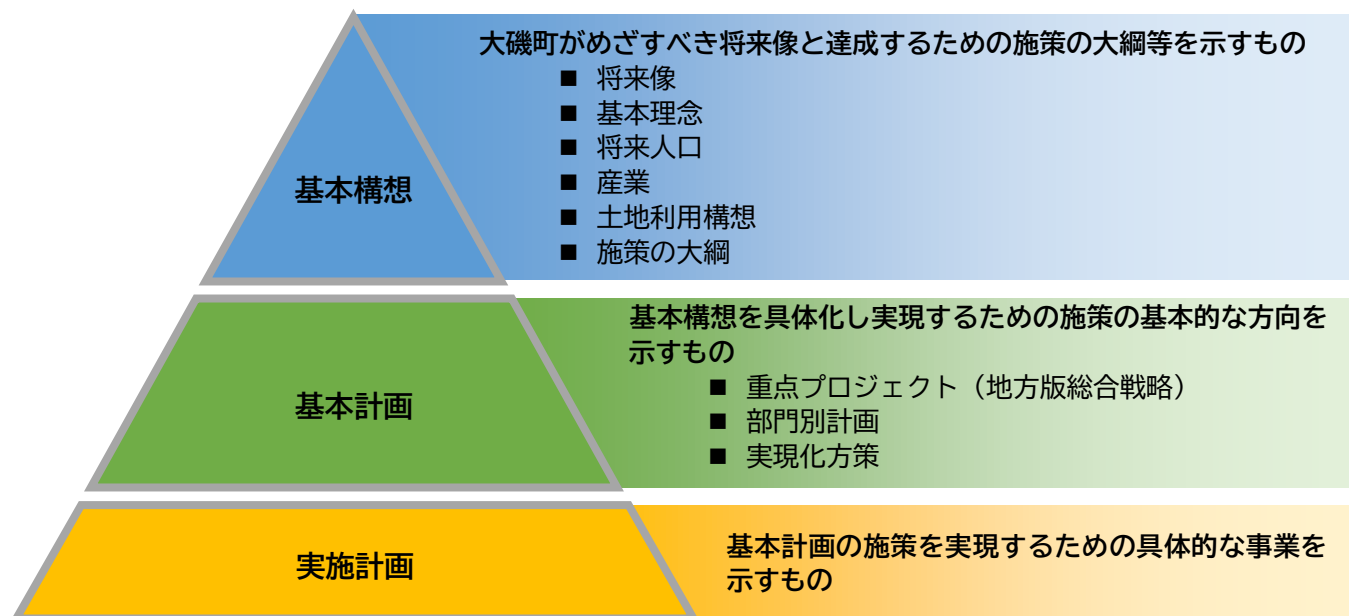 大磯町がめざすべき将来像と達成するための施策の大綱等を示すもの
■ 将来像
■ 基本理念
■ 将来人口
■ 産業
■ 土地利用構想
■ 施策の大綱
基本構想
基本構想を具体化し実現するための施策の基本的な方向を
示すもの
■ 重点プロジェクト（地方版総合戦略）
■ 部門別計画
■ 実現化方策
基本計画
基本計画の施策を実現するための具体的な事業を
示すもの
実施計画